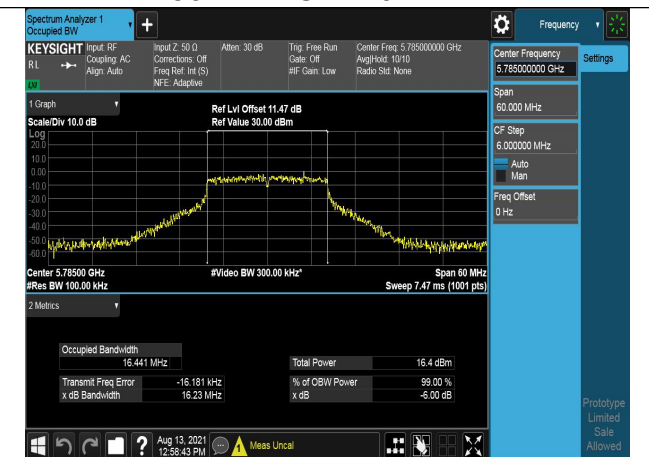 Spectrum Analyzer 1
Occupied BW
Frequency
KEYSIGHT
RL
LW
Input: RF
Coupling: AC
Align: Auto
Input Z: 50 Ω
Corrections: Off
Freq Ref: Int (S)
NFE: Adaptive
Atten: 30 dB
Trig: Free Run
Gate: Off
#IF Gain: Low
Center Freq: 5.785000000 GHz
Avg|Hold: 10/10
Radio Std: None
Center Frequency
5.785000000 GHz
Settings
Span
60.000 MHz
CF Step
6.000000 MHz
Auto
Man
Freq Offset
0 Hz
1 Graph
Scale/Div 10.0 dB
Ref Lvl Offset 11.47 dB
Ref Value 30.00 dBm
Log
20.0
10.0
0.00
-10.0
-20.0
-30.0
-40.0
-50.0
-60.0
Center 5.78500 GHz
#Video BW 300.00 kHz*
Span 60 MHz
#Res BW 100.00 kHz
Sweep 7.47 ms (1001 pts)
2 Metrics
Occupied Bandwidth
16.441 MHz
Total Power 16.4 dBm
Transmit Freq Error -16.181 kHz
% of OBW Power 99.00 %
x dB Bandwidth 16.23 MHz
x dB -6.00 dB
Prototype
Limited
Sale
Allowed
Aug 13, 2021
12:58:43 PM
Meas Uncal